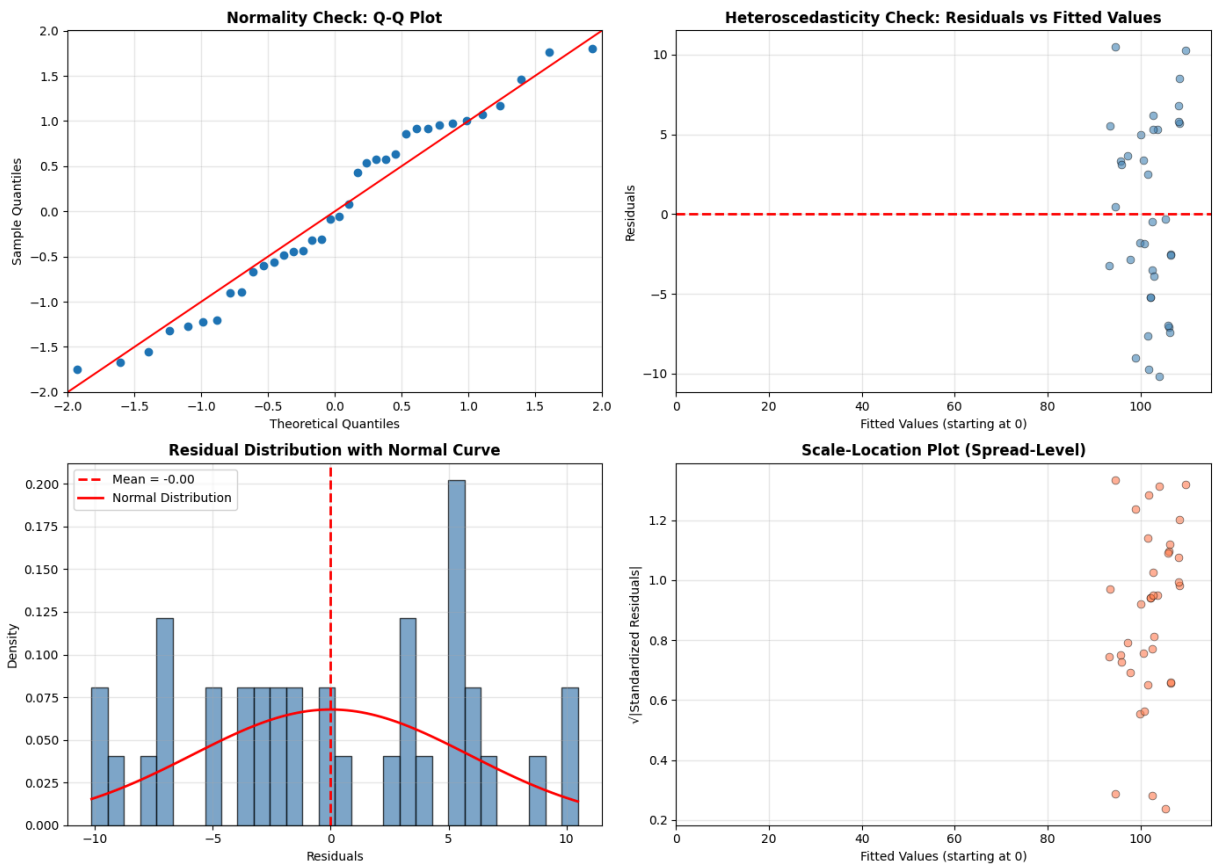 Normality Check: Q-Q Plot
2.0
1.5
1.0
0.5
0.0
−0.5
−1.0
−1.5
−2.0
Sample Quantiles
−2.0 −1.5 −1.0 −0.5 0.0 0.5 1.0 1.5 2.0
Theoretical Quantiles
Heteroscedasticity Check: Residuals vs Fitted Values
10
5
0
−5
−10
Residuals
0 20 40 60 80 100
Fitted Values (starting at 0)
Residual Distribution with Normal Curve
Mean = -0.00
Normal Distribution
0.200
0.175
0.150
0.125
0.100
0.075
0.050
0.025
0.000
Density
−10 −5 0 5 10
Residuals
Scale-Location Plot (Spread-Level)
1.2
1.0
0.8
0.6
0.4
0.2
√|Standardized Residuals|
0 20 40 60 80 100
Fitted Values (starting at 0)